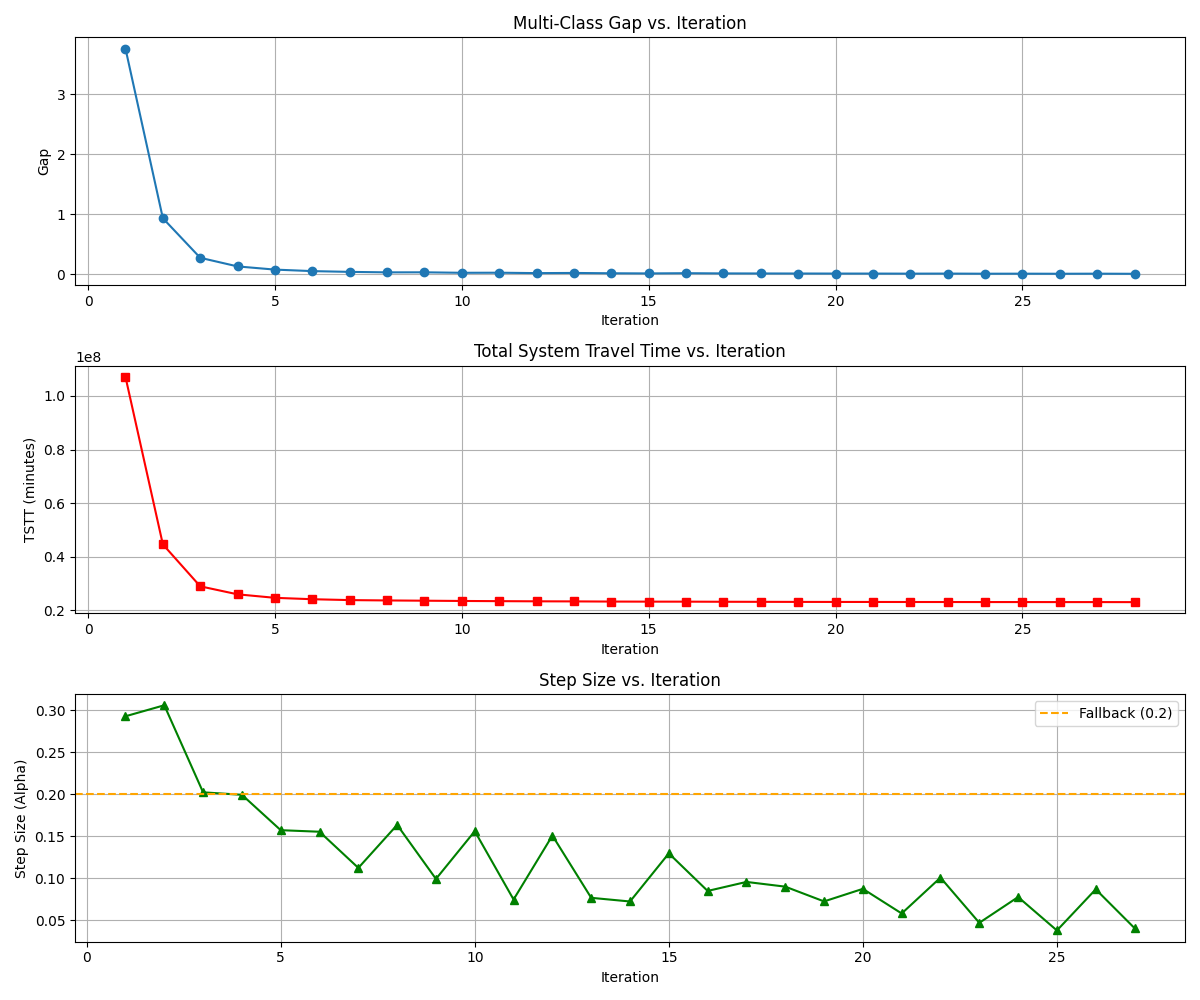 Multi-Class Gap vs. Iteration
Gap
3
2
1
0
0 5 10 15 20 25
Iteration
Total System Travel Time vs. Iteration
1e8
TSTT (minutes)
1.0
0.8
0.6
0.4
0.2
0 5 10 15 20 25
Iteration
Step Size vs. Iteration
Step Size (Alpha)
0.30
0.25
0.20
0.15
0.10
0.05
Fallback (0.2)
0 5 10 15 20 25
Iteration